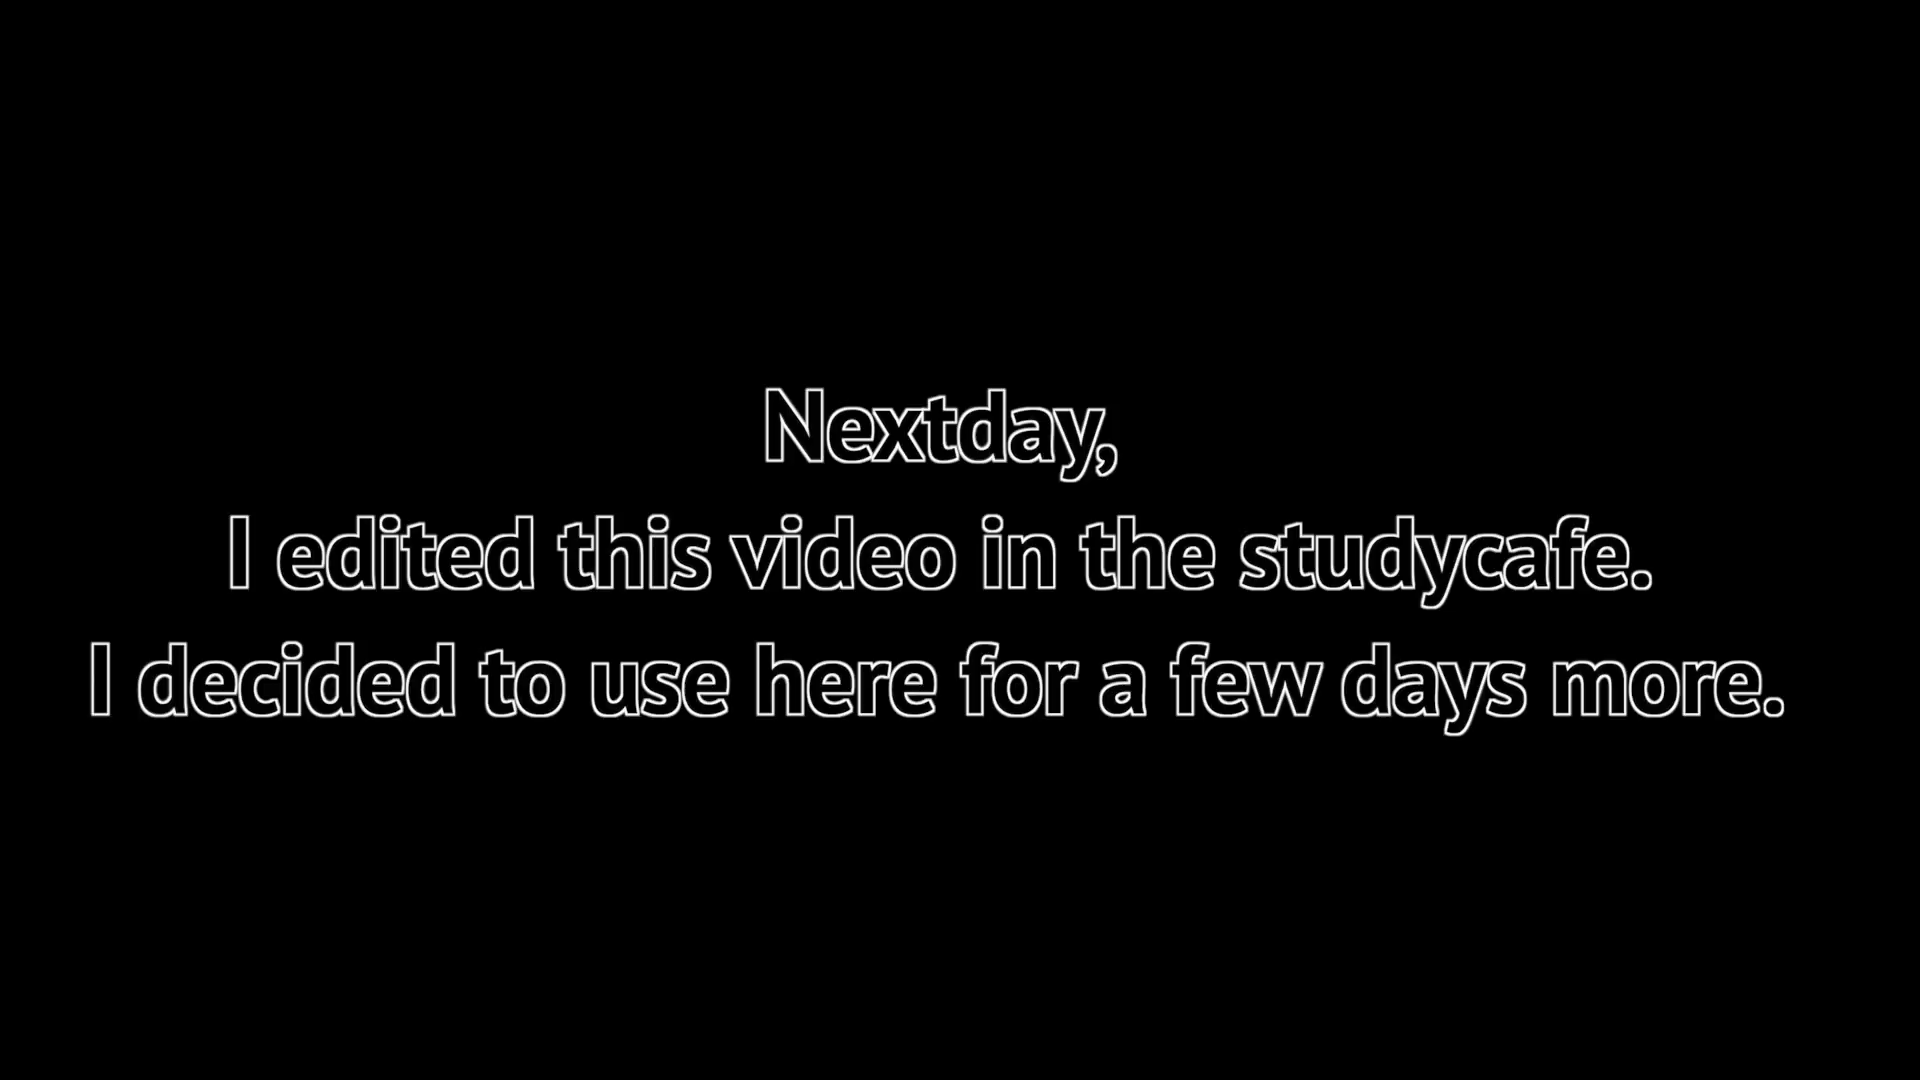 Nextday,
I edited this video in the studycafe.
I decided to use here for a few days more.